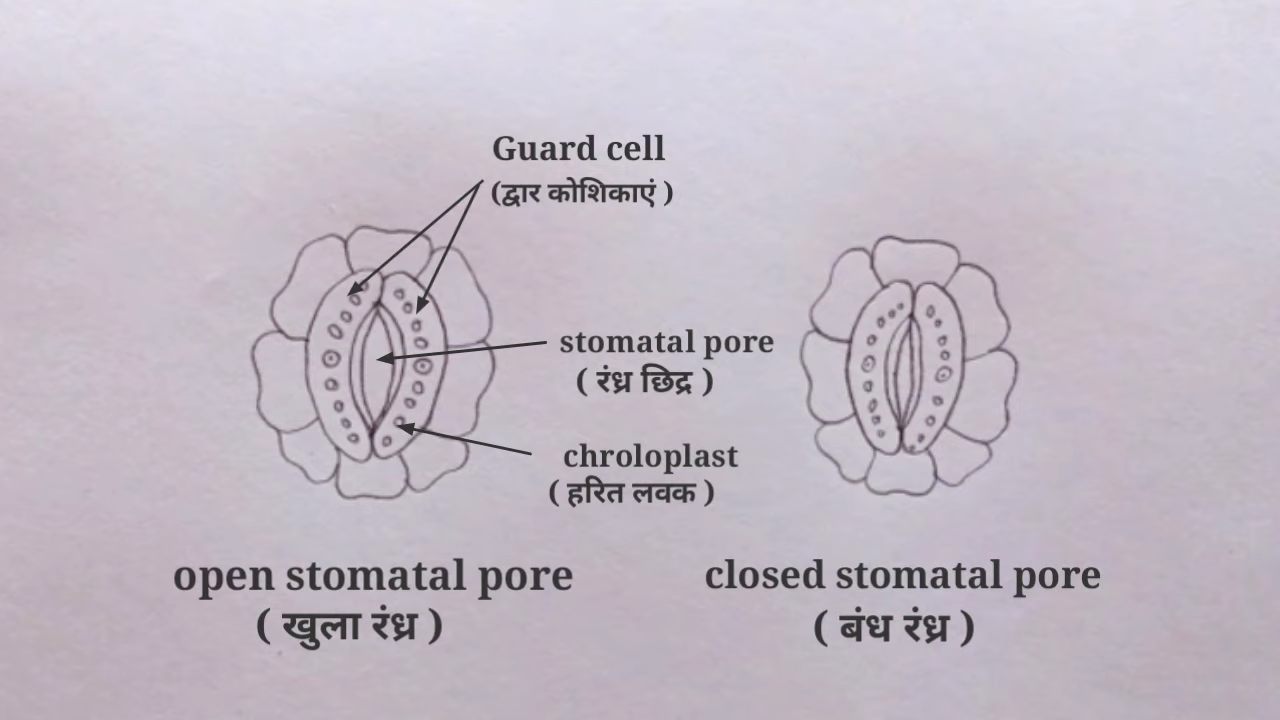 Guard cell
(द्वार कोशिकाएं )
stomatal pore
( रंध्र छिद्र )
chroloplast
( हरित लवक )
open stomatal pore
( खुला रंध्र )
closed stomatal pore
( बंध रंध्र )